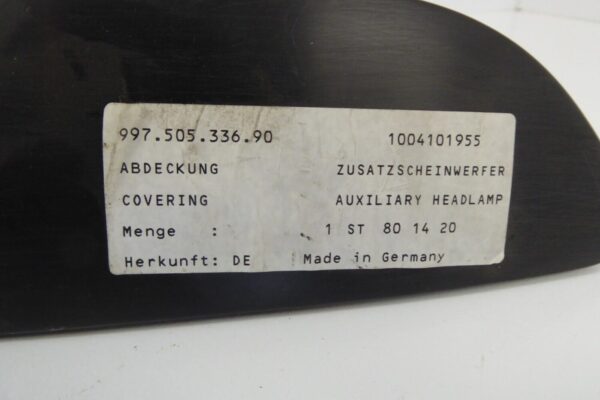 997.505.336.90 1004101955
ABDECKUNG ZUSATZSCHEINWERFER
COVERING AUXILIARY HEADLAMP
Menge : 1 ST 80 14 20
Herkunft: DE Made in Germany